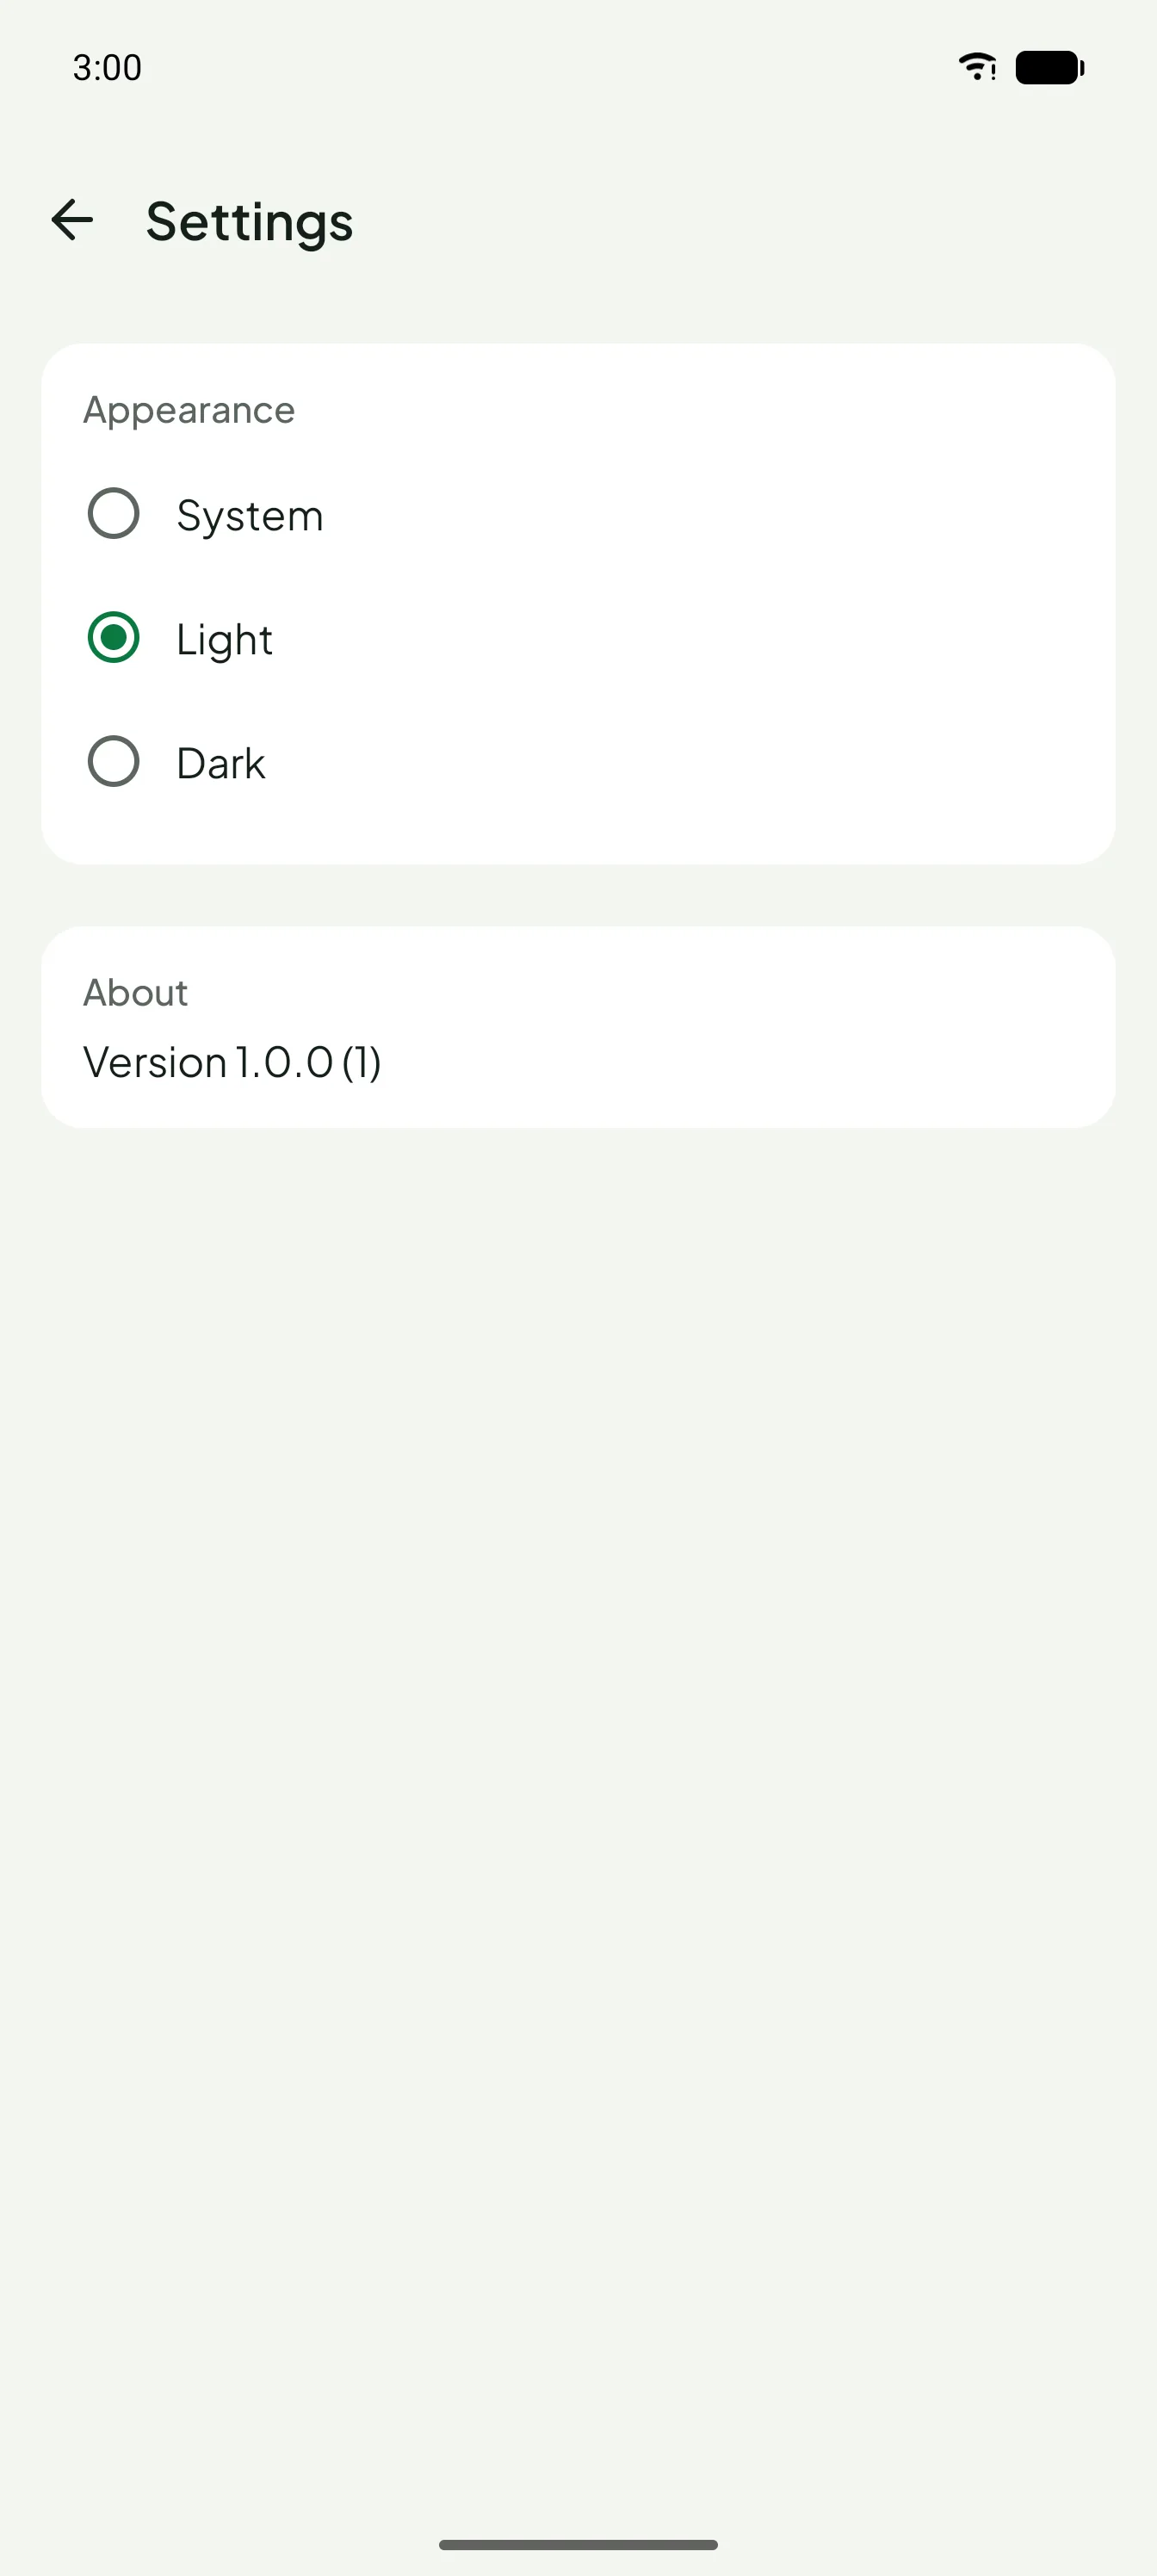 3:00
Settings
Appearance
System
Light
Dark
About
Version 1.0.0 (1)